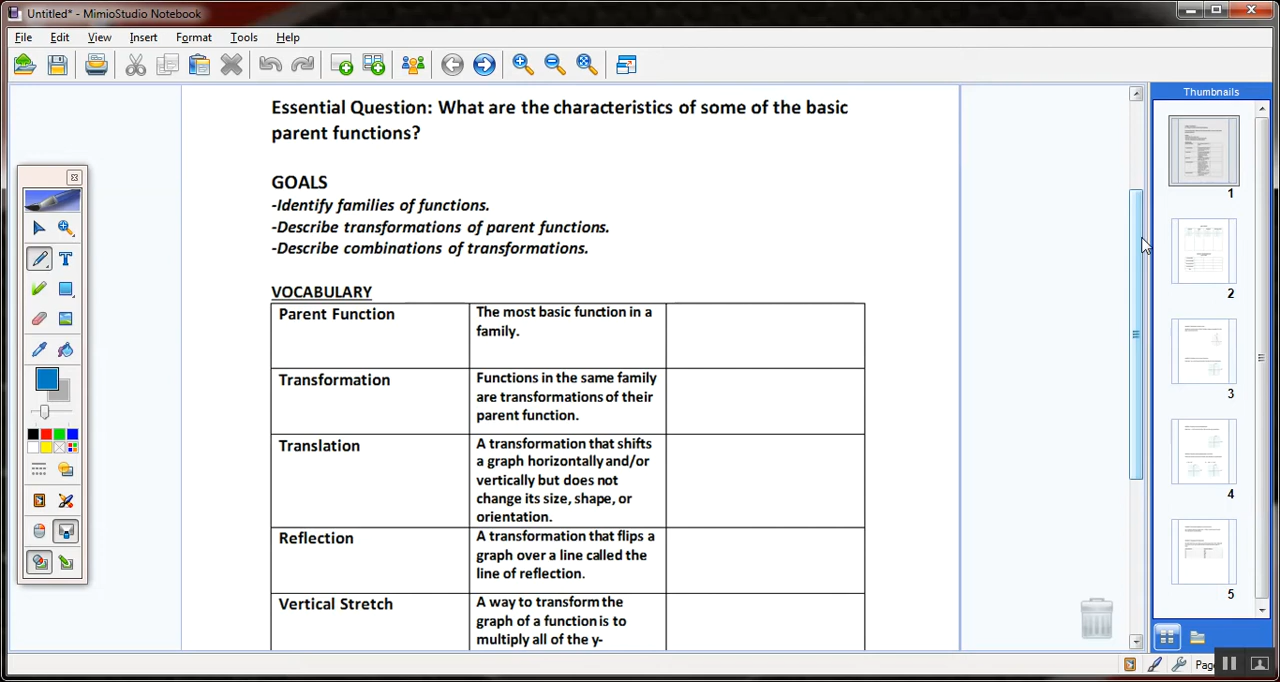 Untitled* - MimioStudio Notebook
File Edit View Insert Format Tools Help
Essential Question: What are the characteristics of some of the basic
parent functions?
GOALS
-Identify families of functions.
-Describe transformations of parent functions.
-Describe combinations of transformations.
VOCABULARY
Parent Function
The most basic function in a
family.
Transformation
Functions in the same family
are transformations of their
parent function.
Translation
A transformation that shifts
a graph horizontally and/or
vertically but does not
change its size, shape, or
orientation.
Reflection
A transformation that flips a
graph over a line called the
line of reflection.
Vertical Stretch
A way to transform the
graph of a function is to
multiply all of the y-
Thumbnails
1
2
3
4
5
Page